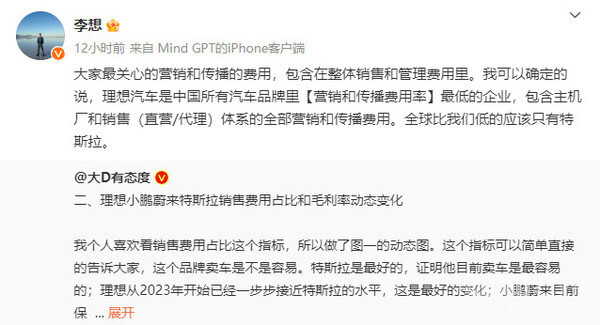 李想
12小时前 来自 Mind GPT的iPhone客户端
大家最关心的营销和传播的费用，包含在整体销售和管理费用里。我可以确定的
说，理想汽车是中国所有汽车品牌里【营销和传播费用率】最低的企业，包含主机
厂和销售（直营/代理）体系的全部营销和传播费用。全球比我们低的应该只有特
斯拉。
@大D有态度
二、理想小鹏蔚来特斯拉销售费用占比和毛利率动态变化
我个人喜欢看销售费用占比这个指标，所以做了图一的动态图。这个指标可以简单直接
的告诉大家，这个品牌卖车是不是容易。特斯拉是最好的，证明他目前卖车是最容易
的；理想从2023年开始已经一步步接近特斯拉的水平，这是最好的变化；小鹏蔚来目前
保 ... 展开